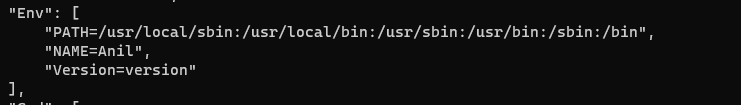 "Env": [
"PATH=/usr/local/sbin:/usr/local/bin:/usr/sbin:/usr/bin:/sbin:/bin",
"NAME=Anil",
"Version=version"
],